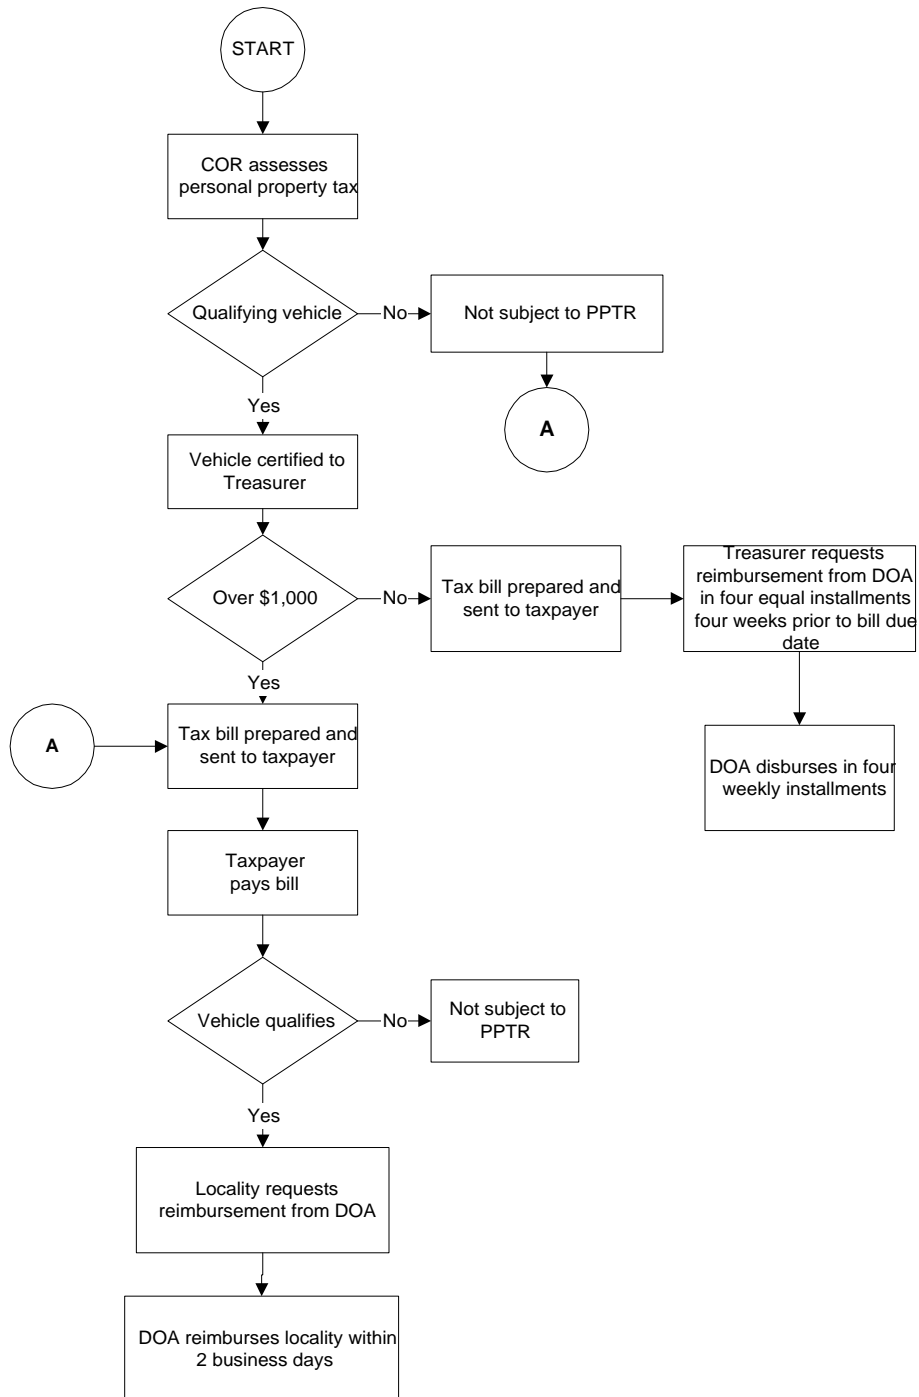 START
COR assesses
personal property tax
Qualifying vehicle
No
Not subject to PPTR
A
Yes
Vehicle certified to
Treasurer
Over $1,000
No
Tax bill prepared and
sent to taxpayer
Treasurer requests
reimbursement from DOA
in four equal installments
four weeks prior to bill due
date
Yes
A
Tax bill prepared and
sent to taxpayer
DOA disburses in four
weekly installments
Taxpayer
pays bill
Vehicle qualifies
No
Not subject to
PPTR
Yes
Locality requests
reimbursement from DOA
DOA reimburses locality within
2 business days